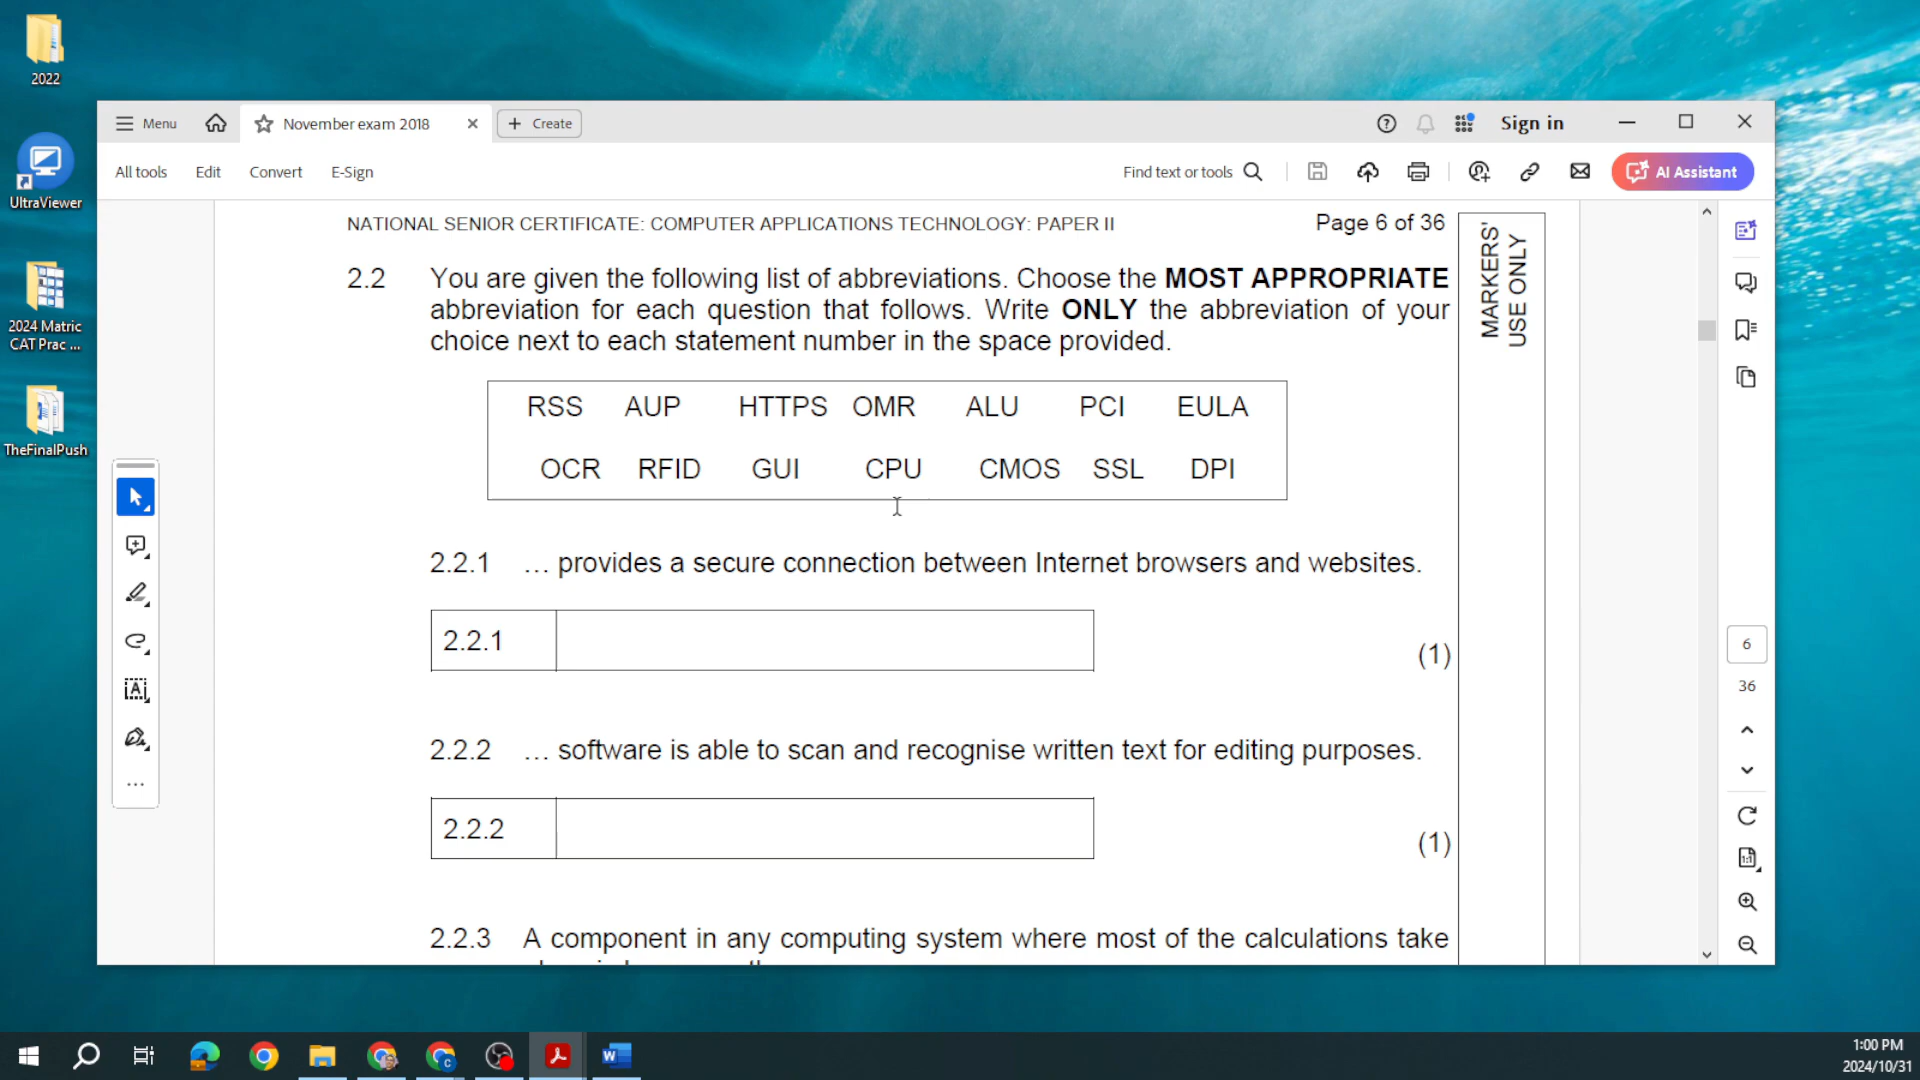 2022
UltraViewer
2024 Matric
CAT Prac ...
TheFinalPush
Menu
November exam 2018
Create
Sign in
All tools
Edit
Convert
E-Sign
Find text or tools
AI Assistant
NATIONAL SENIOR CERTIFICATE: COMPUTER APPLICATIONS TECHNOLOGY: PAPER II
Page 6 of 36
MARKERS'
USE ONLY
2.2 You are given the following list of abbreviations. Choose the MOST APPROPRIATE
abbreviation for each question that follows. Write ONLY the abbreviation of your
choice next to each statement number in the space provided.
RSS AUP HTTPS OMR ALU PCI EULA
OCR RFID GUI CPU CMOS SSL DPI
2.2.1 … provides a secure connection between Internet browsers and websites.
2.2.1
(1)
2.2.2 … software is able to scan and recognise written text for editing purposes.
2.2.2
(1)
2.2.3 A component in any computing system where most of the calculations take
6
36
1:00 PM
2024/10/31